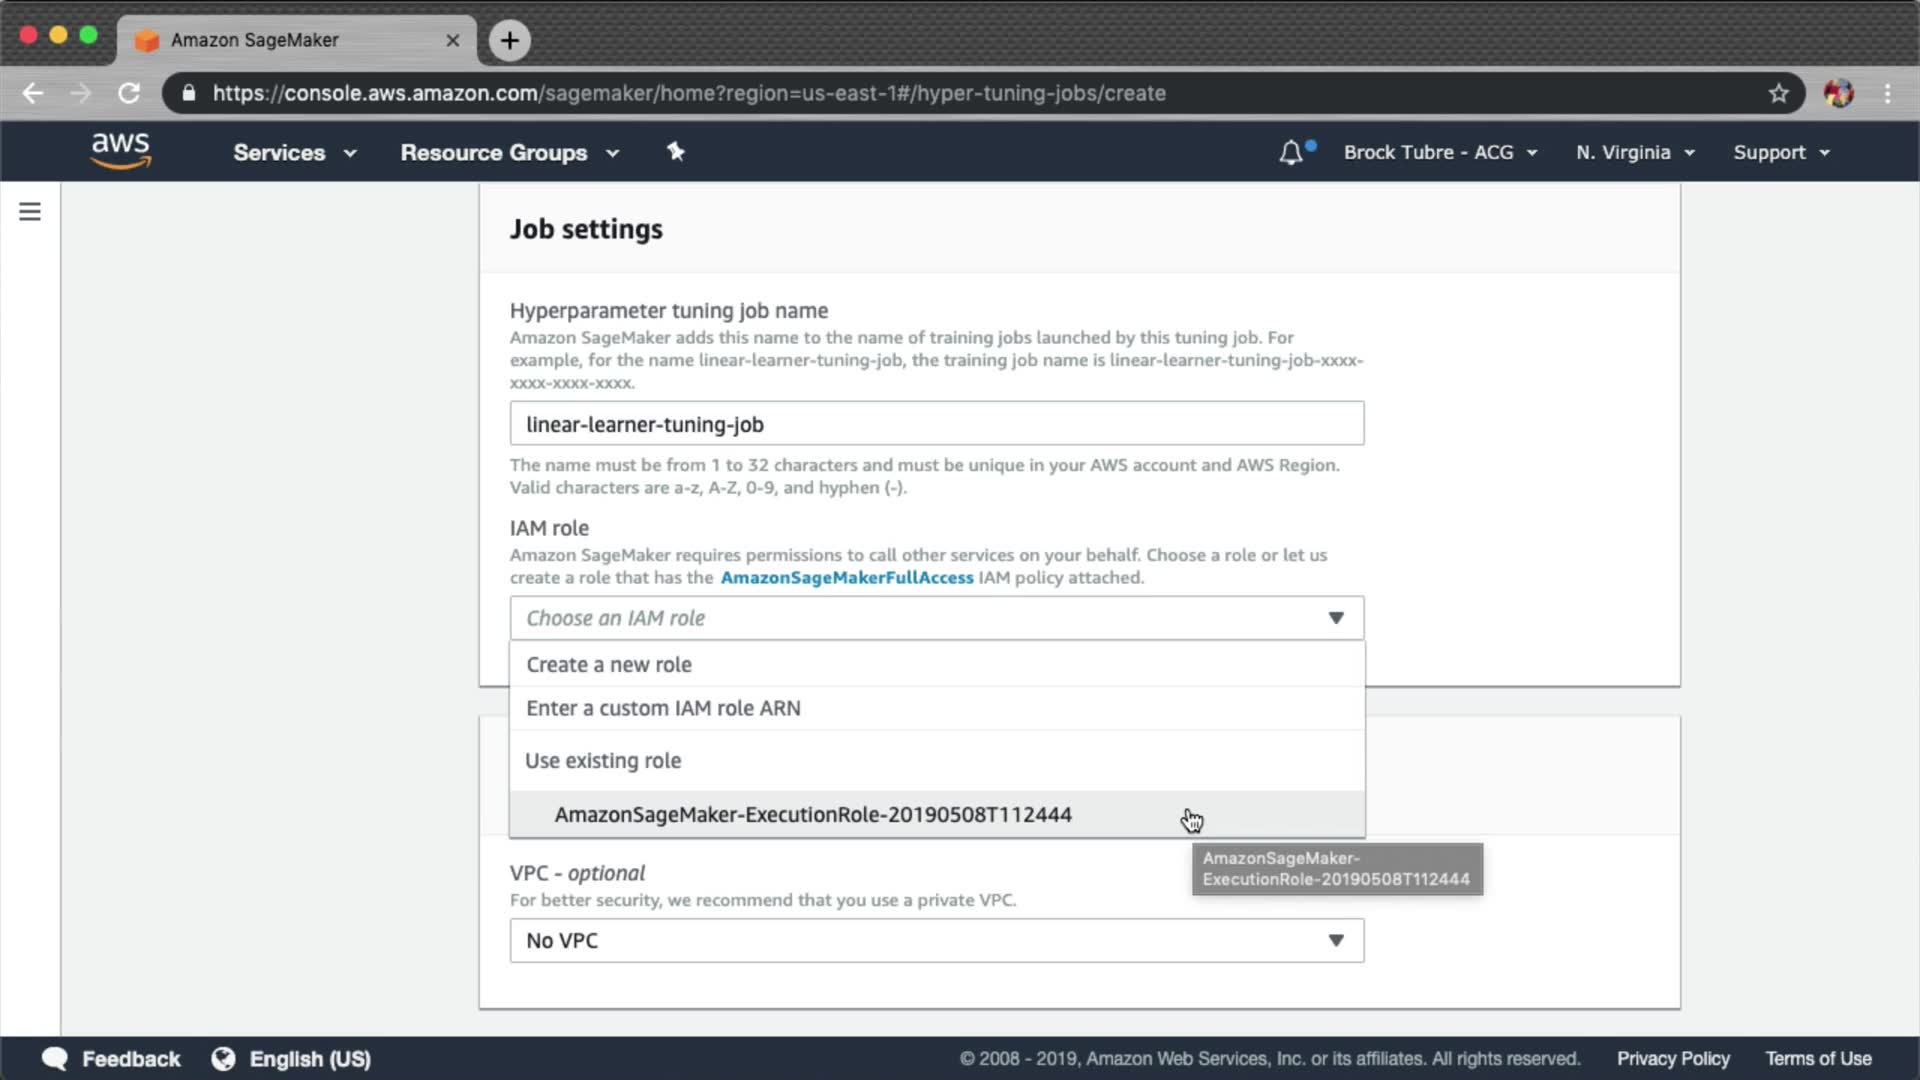 Amazon SageMaker
https://console.aws.amazon.com/sagemaker/home?region=us-east-1#/hyper-tuning-jobs/create
aws
Services
Resource Groups
Brock Tubre - ACG
N. Virginia
Support
Job settings
Hyperparameter tuning job name
Amazon SageMaker adds this name to the name of training jobs launched by this tuning job. For
example, for the name linear-learner-tuning-job, the training job name is linear-learner-tuning-job-xxxx-
xxxx-xxxx-xxxx.
linear-learner-tuning-job
The name must be from 1 to 32 characters and must be unique in your AWS account and AWS Region.
Valid characters are a-z, A-Z, 0-9, and hyphen (-).
IAM role
Amazon SageMaker requires permissions to call other services on your behalf. Choose a role or let us
create a role that has the AmazonSageMakerFullAccess IAM policy attached.
Choose an IAM role
Create a new role
Enter a custom IAM role ARN
Use existing role
AmazonSageMaker-ExecutionRole-20190508T112444
AmazonSageMaker-
ExecutionRole-20190508T112444
VPC - optional
For better security, we recommend that you use a private VPC.
No VPC
Feedback
English (US)
© 2008 - 2019, Amazon Web Services, Inc. or its affiliates. All rights reserved.
Privacy Policy
Terms of Use